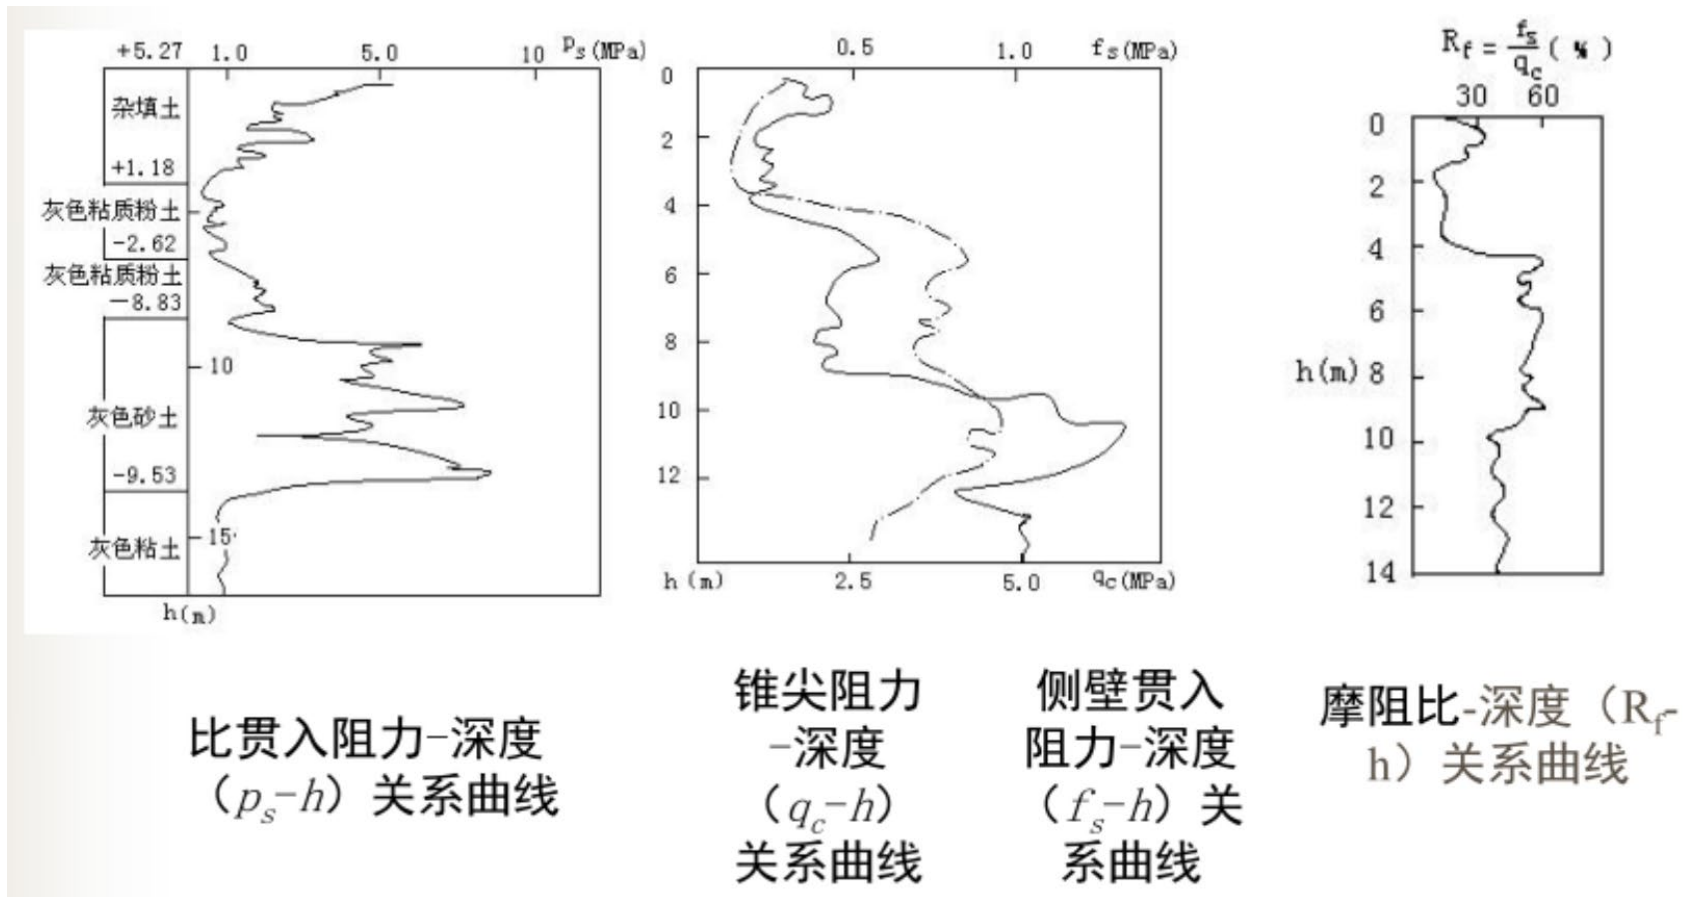 +5.27 1.0 5.0 10 ps(MPa)
杂填土
+1.18
灰色粘质粉土
-2.62
灰色粘质粉土
-8.83
10
灰色砂土
-9.53
15
灰色粘土
h(m)
0.5 1.0 fs(MPa)
0
2
4
6
8
10
12
h(m) 2.5 5.0 qc(MPa)
Rf = fs/qc (%)
30 60
0
2
4
6
h(m) 8
10
12
14
比贯入阻力-深度
（ps-h）关系曲线
锥尖阻力
-深度
（qc-h）
关系曲线
侧壁贯入
阻力-深度
（fs-h）关
系曲线
摩阻比-深度（Rf-
h）关系曲线